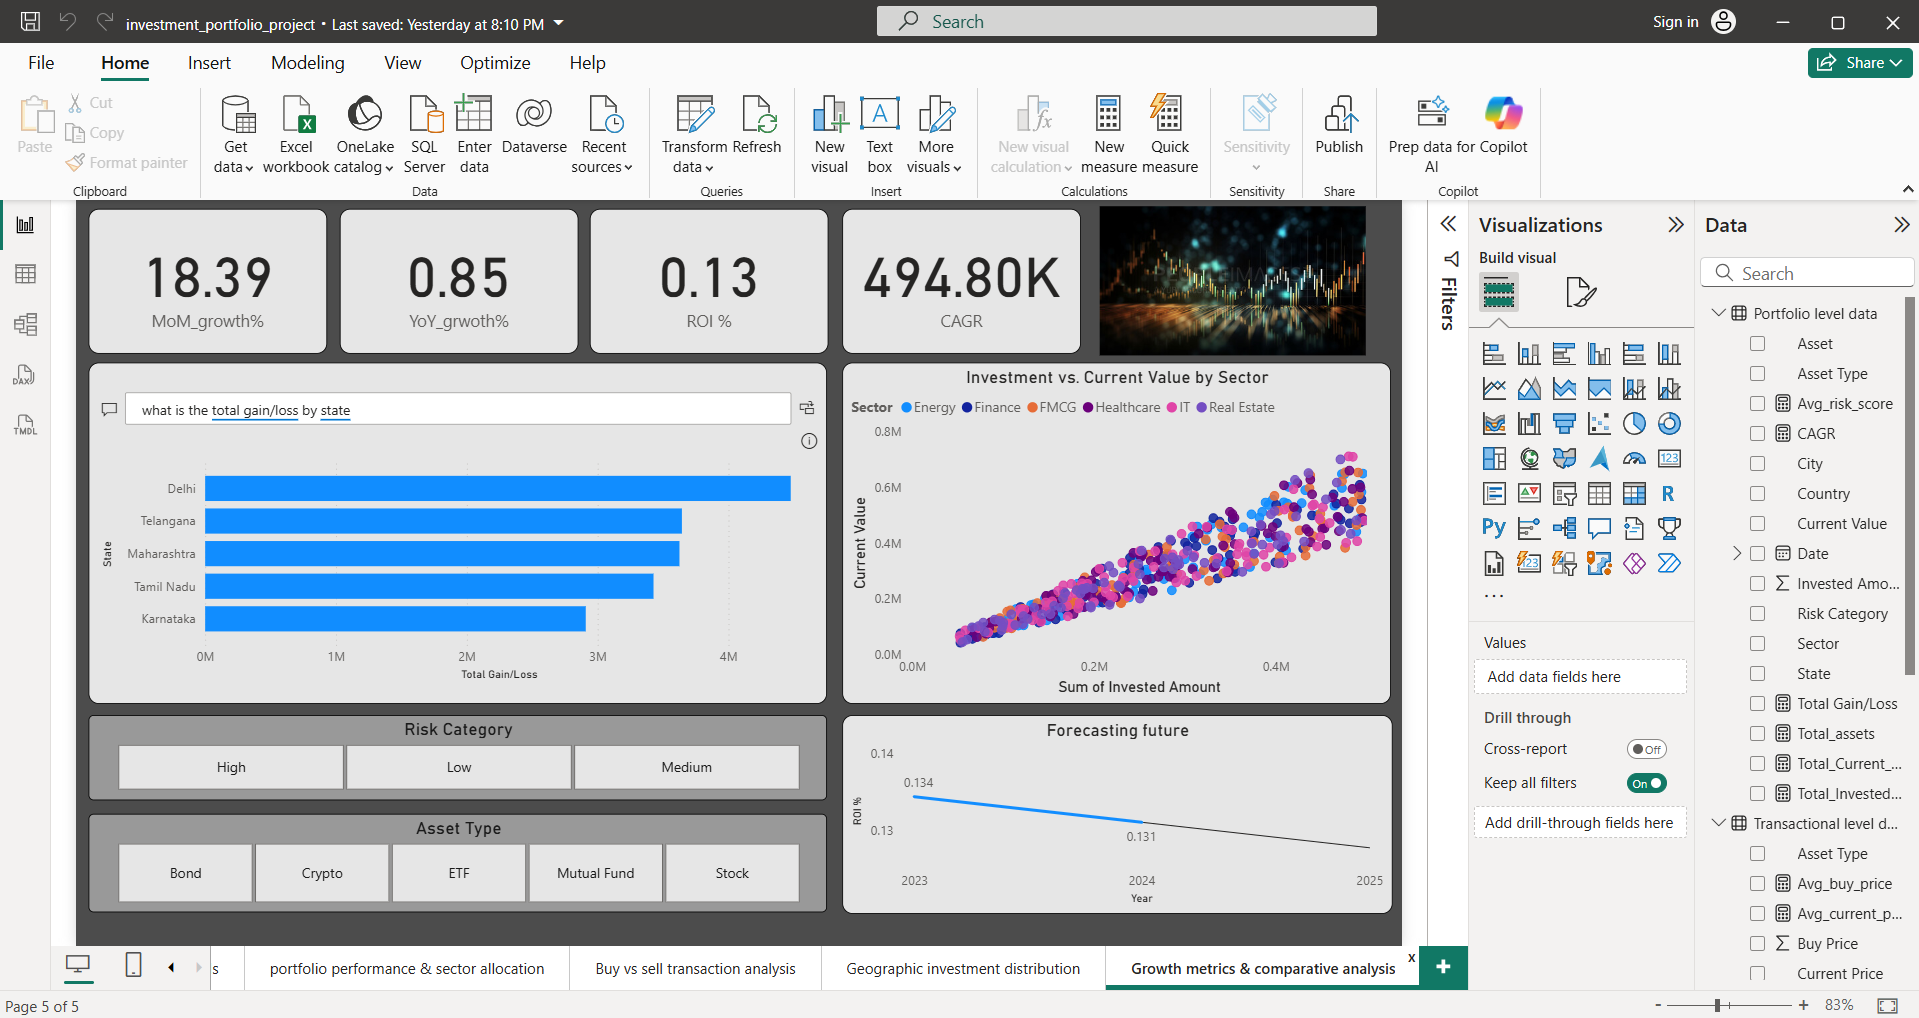 investment_portfolio_project • Last saved: Yesterday at 8:10 PM
Search
Sign in
File Home Insert Modeling View Optimize Help
Share
Paste
Cut
Copy
Format painter
Clipboard
Get data
Excel workbook
OneLake catalog
SQL Server
Enter data
Dataverse
Recent sources
Data
Transform data
Refresh
Queries
New visual
Text box
More visuals
Insert
New visual calculation
New measure
Quick measure
Calculations
Sensitivity
Sensitivity
Publish
Share
Prep data for AI
Copilot
Copilot
DAX
TMDL
18.39
MoM_growth%
0.85
YoY_grwoth%
0.13
ROI %
494.80K
CAGR
what is the total gain/loss by state
State
Delhi
Telangana
Maharashtra
Tamil Nadu
Karnataka
0M 1M 2M 3M 4M
Total Gain/Loss
Investment vs. Current Value by Sector
Sector Energy Finance FMCG Healthcare IT Real Estate
Current Value
0.8M
0.6M
0.4M
0.2M
0.0M
0.0M 0.2M 0.4M
Sum of Invested Amount
Risk Category
High Low Medium
Asset Type
Bond Crypto ETF Mutual Fund Stock
Forecasting future
ROI %
0.14
0.134
0.13
0.131
2023 2024 2025
Year
Filters
Visualizations
Build visual
123
R
Py
123
...
Values
Add data fields here
Drill through
Cross-report Off
Keep all filters On
Add drill-through fields here
Data
Search
Portfolio level data
Asset
Asset Type
Avg_risk_score
CAGR
City
Country
Current Value
Date
Invested Amo...
Risk Category
Sector
State
Total Gain/Loss
Total_assets
Total_Current_...
Total_Invested...
Transactional level d...
Asset Type
Avg_buy_price
Avg_current_p...
Buy Price
Current Price
s
portfolio performance & sector allocation
Buy vs sell transaction analysis
Geographic investment distribution
Growth metrics & comparative analysis
x
+
Page 5 of 5
- + 83%